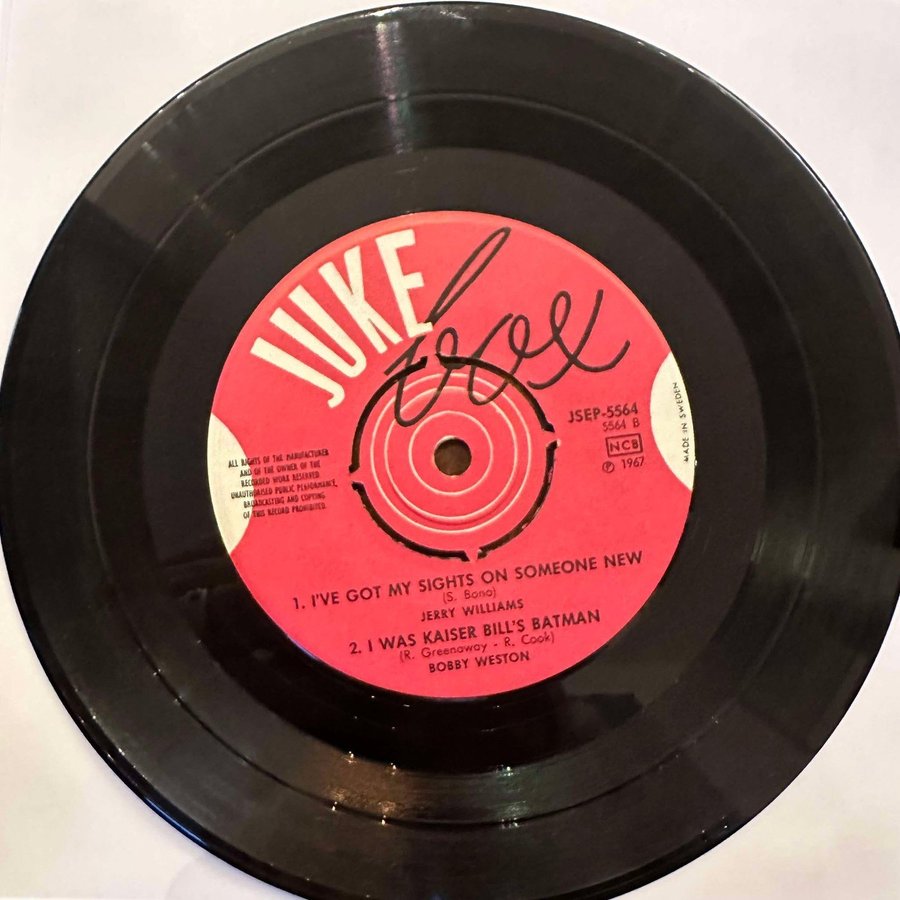 JUKE
box
JSEP-5564
5564 B
NCB
℗ 1967
MADE IN SWEDEN
ALL RIGHTS OF THE MANUFACTURER
AND OF THE OWNER OF THE
RECORDED WORK RESERVED.
UNAUTHORISED PUBLIC PERFORMANCE,
BROADCASTING AND COPYING
OF THIS RECORD PROHIBITED.
1. I'VE GOT MY SIGHTS ON SOMEONE NEW
(S. Bono)
JERRY WILLIAMS
2. I WAS KAISER BILL'S BATMAN
(R. Greenaway - R. Cook)
BOBBY WESTON